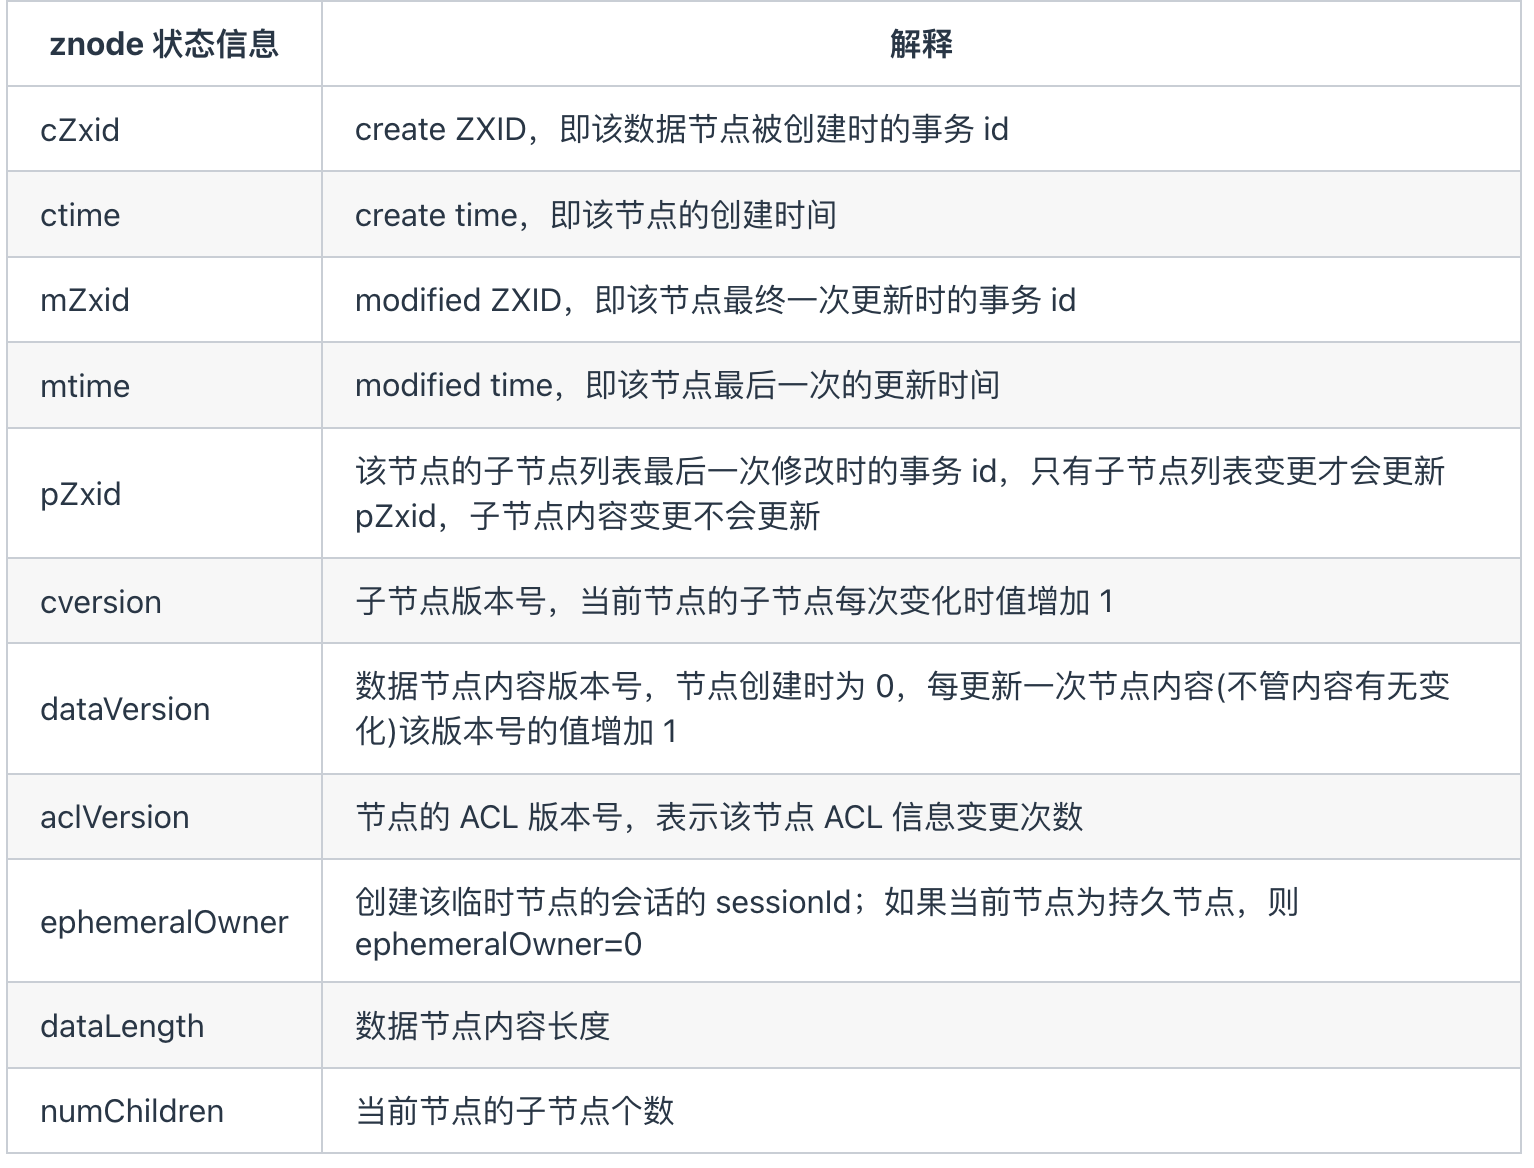 znode 状态信息
解释
cZxid
create ZXID，即该数据节点被创建时的事务 id
ctime
create time，即该节点的创建时间
mZxid
modified ZXID，即该节点最终一次更新时的事务 id
mtime
modified time，即该节点最后一次的更新时间
pZxid
该节点的子节点列表最后一次修改时的事务 id，只有子节点列表变更才会更新
pZxid，子节点内容变更不会更新
cversion
子节点版本号，当前节点的子节点每次变化时值增加 1
dataVersion
数据节点内容版本号，节点创建时为 0，每更新一次节点内容(不管内容有无变
化)该版本号的值增加 1
aclVersion
节点的 ACL 版本号，表示该节点 ACL 信息变更次数
ephemeralOwner
创建该临时节点的会话的 sessionId；如果当前节点为持久节点，则
ephemeralOwner=0
dataLength
数据节点内容长度
numChildren
当前节点的子节点个数